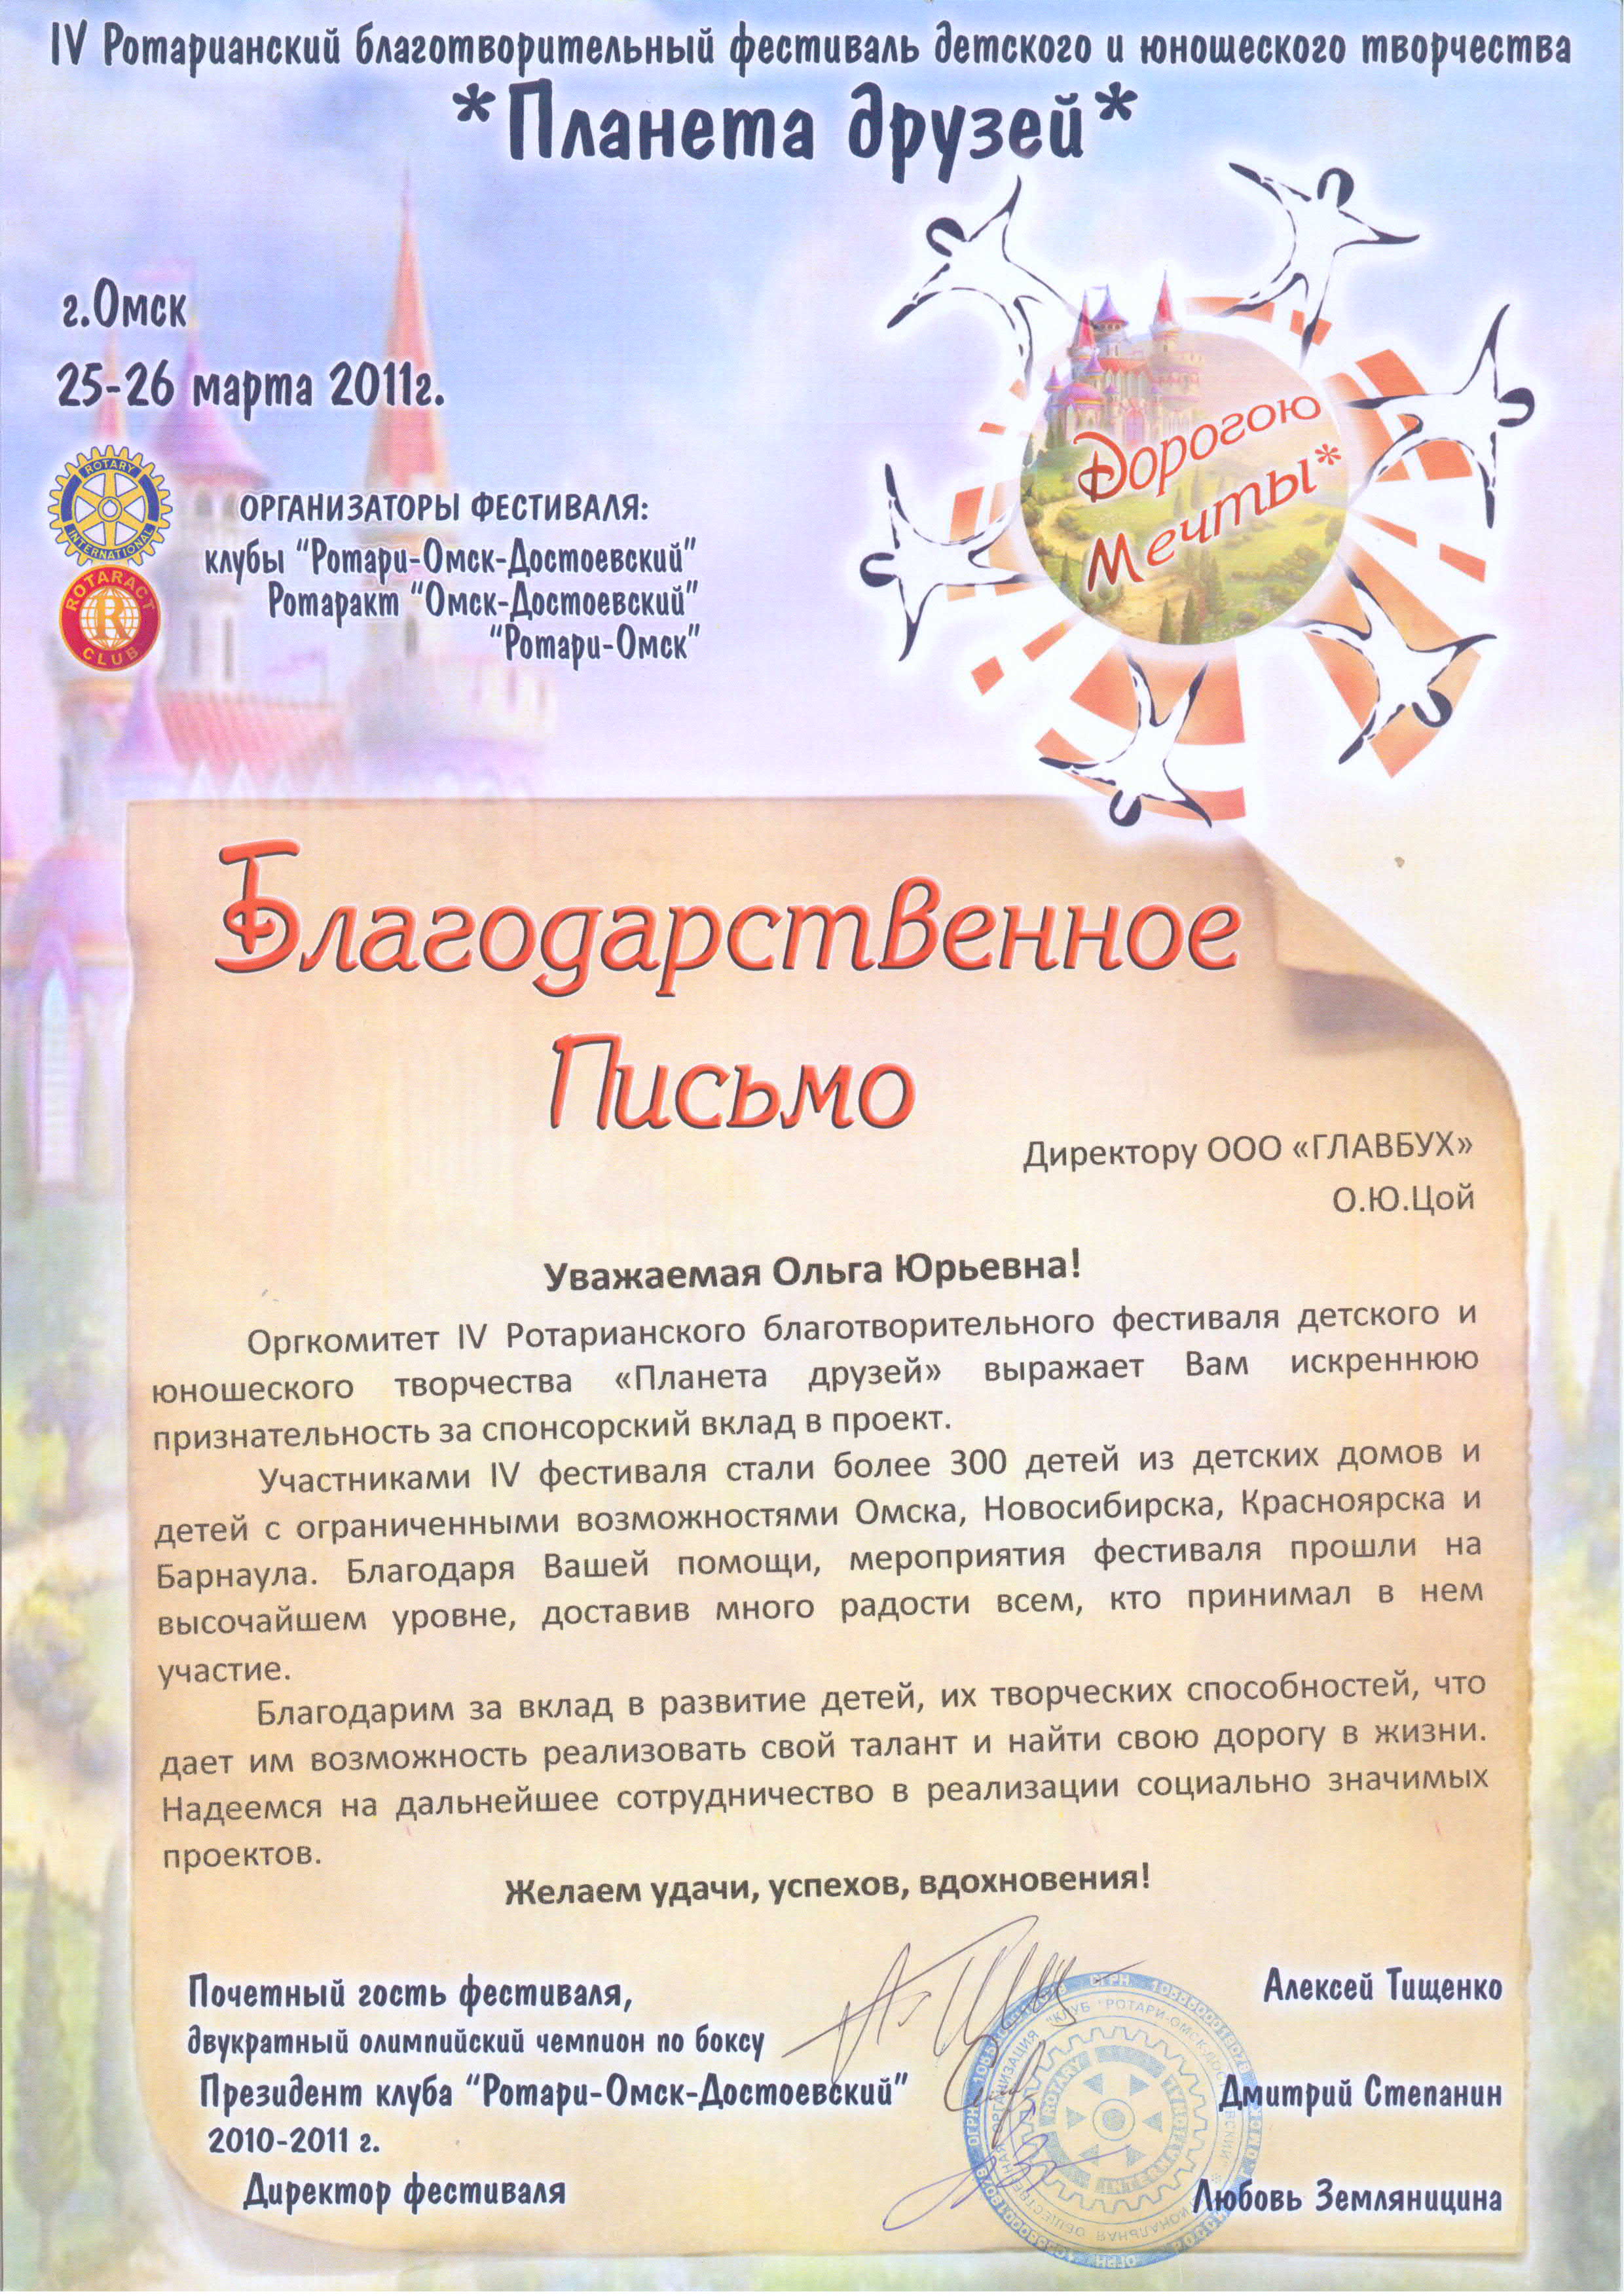 IV Ротарианский благотворительный фестиваль детского и юношеского творчества
*Планета друзей*
г.Омск
25-26 марта 2011г.
ROTARY
INTERNATIONAL
ROTARACT
R
CLUB
ОРГАНИЗАТОРЫ ФЕСТИВАЛЯ:
клубы “Ротари-Омск-Достоевский”
Ротаракт “Омск-Достоевский”
“Ротари-Омск”
Дорогою
Мечты*
Благодарственное
Письмо
Директору ООО «ГЛАВБУХ»
О.Ю.Цой
Уважаемая Ольга Юрьевна!
Оргкомитет IV Ротарианского благотворительного фестиваля детского и
юношеского творчества «Планета друзей» выражает Вам искреннюю
признательность за спонсорский вклад в проект.
Участниками IV фестиваля стали более 300 детей из детских домов и
детей с ограниченными возможностями Омска, Новосибирска, Красноярска и
Барнаула. Благодаря Вашей помощи, мероприятия фестиваля прошли на
высочайшем уровне, доставив много радости всем, кто принимал в нем
участие.
Благодарим за вклад в развитие детей, их творческих способностей, что
дает им возможность реализовать свой талант и найти свою дорогу в жизни.
Надеемся на дальнейшее сотрудничество в реализации социально значимых
проектов.
Желаем удачи, успехов, вдохновения!
Почетный гость фестиваля,
двукратный олимпийский чемпион по боксу
Алексей Тищенко
Президент клуба “Ротари-Омск-Достоевский”
2010-2011 г.
Дмитрий Степанин
Директор фестиваля
Любовь Земляницина
ROTARY
INTERNATIONAL